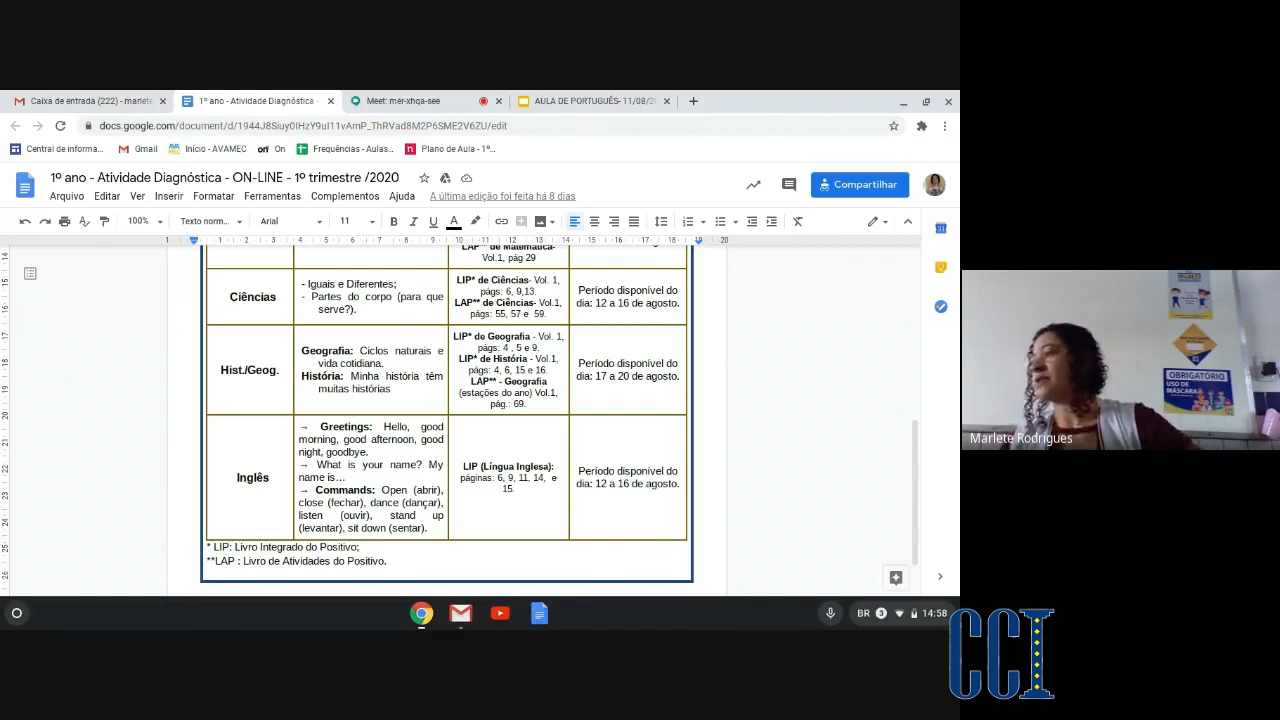 Caixa de entrada (222) - marlete
1º ano - Atividade Diagnóstica -
Meet: mer-xhqa-see
AULA DE PORTUGUÊS- 11/08/2
docs.google.com/document/d/1944J8Siuy0IHzY9uI11vAmP_ThRVad8M2P6SME2V6ZU/edit
Central de informa...
Gmail
Início - AVAMEC
On
Frequências - Aulas...
Plano de Aula - 1º...
1º ano - Atividade Diagnóstica - ON-LINE - 1º trimestre /2020
Arquivo Editar Ver Inserir Formatar Ferramentas Complementos Ajuda A última edição foi feita há 8 dias
Compartilhar
100% Texto norm... Arial 11
LAP** de Matemática-
Vol.1, pág 29
Ciências
- Iguais e Diferentes;
- Partes do corpo (para que
serve?).
LIP* de Ciências- Vol. 1,
págs: 6, 9,13.
LAP** de Ciências- Vol.1,
págs: 55, 57 e 59.
Período disponível do
dia: 12 a 16 de agosto.
Hist./Geog.
Geografia: Ciclos naturais e
vida cotidiana.
História: Minha história têm
muitas histórias
LIP* de Geografia - Vol. 1,
págs: 4 , 5 e 9.
LIP* de História - Vol.1,
págs: 4, 6, 15 e 16.
LAP** - Geografia
(estações do ano) Vol.1,
pág.: 69.
Período disponível do
dia: 17 a 20 de agosto.
Inglês
→ Greetings: Hello, good
morning, good afternoon, good
night, goodbye.
→ What is your name? My
name is…
→ Commands: Open (abrir),
close (fechar), dance (dançar),
listen (ouvir), stand up
(levantar), sit down (sentar).
LIP (Língua Inglesa):
páginas: 6, 9, 11, 14, e
15.
Período disponível do
dia: 12 a 16 de agosto.
* LIP: Livro Integrado do Positivo;
**LAP : Livro de Atividades do Positivo.
BR 3 14:58
OBRIGATÓRIO
USO DE
MÁSCARA
Marlete Rodrigues
CCI